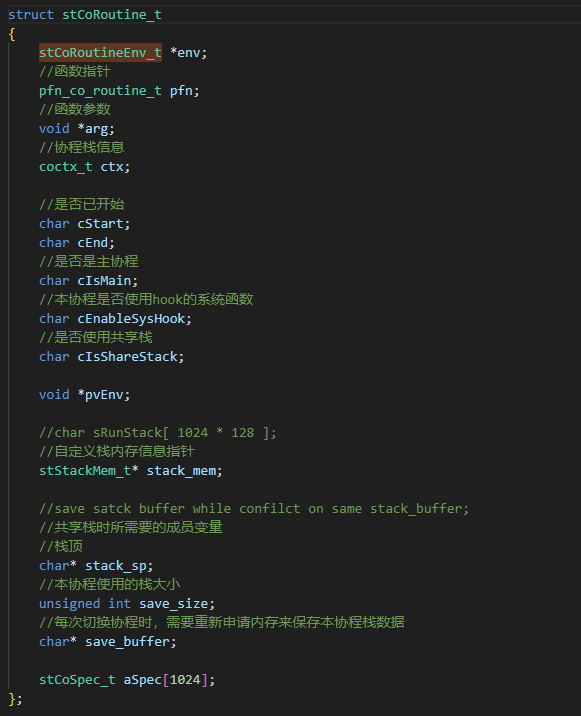 struct stCoRoutine_t
{
stCoRoutineEnv_t *env;
//函数指针
pfn_co_routine_t pfn;
//函数参数
void *arg;
//协程栈信息
coctx_t ctx;
//是否已开始
char cStart;
char cEnd;
//是否是主协程
char cIsMain;
//本协程是否使用hook的系统函数
char cEnableSysHook;
//是否使用共享栈
char cIsShareStack;
void *pvEnv;
//char sRunStack[ 1024 * 128 ];
//自定义栈内存信息指针
stStackMem_t* stack_mem;
//save satck buffer while confilct on same stack_buffer;
//共享栈时所需要的成员变量
//栈顶
char* stack_sp;
//本协程使用的栈大小
unsigned int save_size;
//每次切换协程时，需要重新申请内存来保存本协程栈数据
char* save_buffer;
stCoSpec_t aSpec[1024];
};